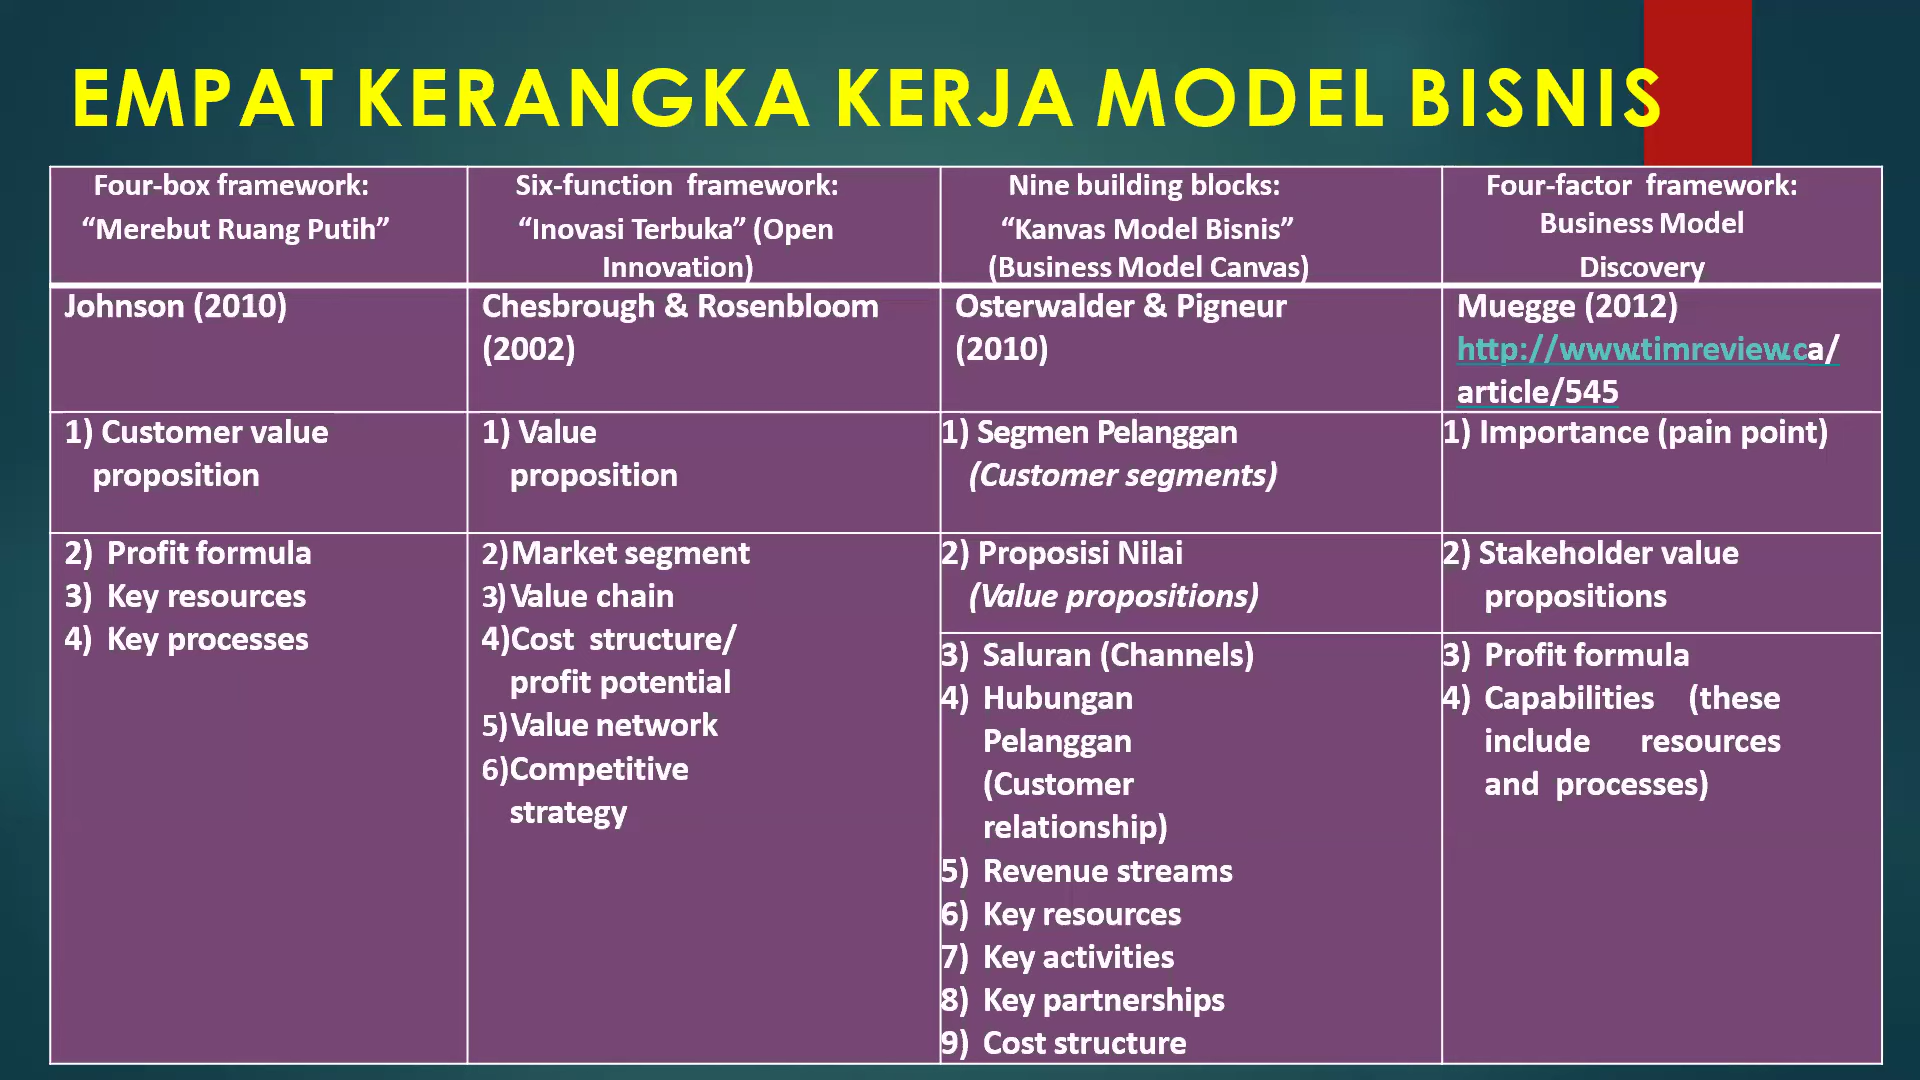 EMPAT KERANGKA KERJA MODEL BISNIS
Four-box framework:
“Merebut Ruang Putih”
Six-function framework:
“Inovasi Terbuka” (Open
Innovation)
Nine building blocks:
“Kanvas Model Bisnis”
(Business Model Canvas)
Four-factor framework:
Business Model
Discovery
Johnson (2010)
Chesbrough & Rosenbloom
(2002)
Osterwalder & Pigneur
(2010)
Muegge (2012)
http://www.timreview.ca/
article/545
1) Customer value
proposition
1) Value
proposition
1) Segmen Pelanggan
(Customer segments)
1) Importance (pain point)
2) Profit formula
3) Key resources
4) Key processes
2)Market segment
3)Value chain
4)Cost structure/
profit potential
5)Value network
6)Competitive
strategy
2) Proposisi Nilai
(Value propositions)
2) Stakeholder value
propositions
3) Saluran (Channels)
4) Hubungan
Pelanggan
(Customer
relationship)
5) Revenue streams
6) Key resources
7) Key activities
8) Key partnerships
9) Cost structure
3) Profit formula
4) Capabilities (these
include resources
and processes)